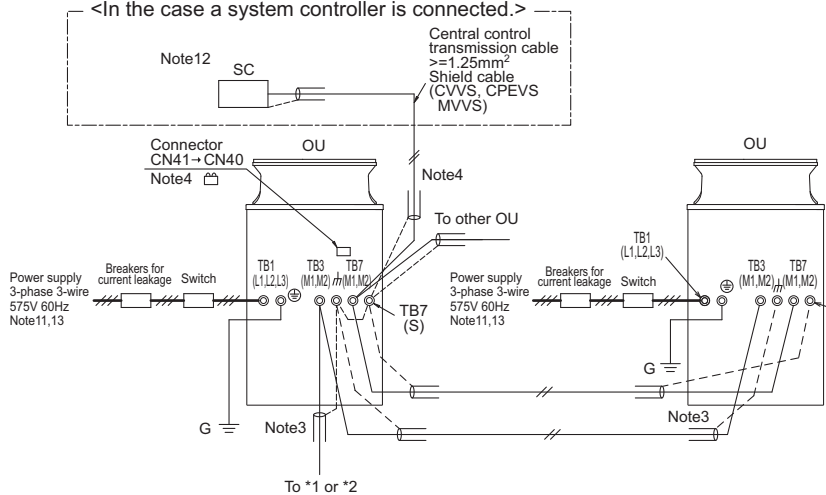 <In the case a system controller is connected.>
Note12
SC
Central control
transmission cable
>=1.25mm²
Shield cable
(CVVS, CPEVS
MVVS)
Connector
CN41→CN40
Note4
OU
Note4
To other OU
OU
TB1
(L1,L2,L3)
Power supply
3-phase 3-wire
575V 60Hz
Note11,13
Breakers for
current leakage
Switch
TB1
(L1,L2,L3)
TB3
(M1,M2)
TB7
(M1,M2)
TB7
(S)
Power supply
3-phase 3-wire
575V 60Hz
Note11,13
Breakers for
current leakage
Switch
TB3
(M1,M2)
TB7
(M1,M2)
G
G
Note3
Note3
To *1 or *2